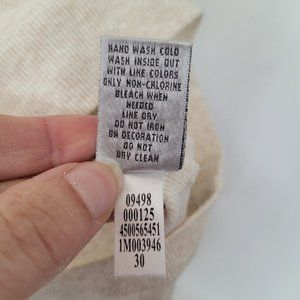 HAND WASH COLD
WASH INSIDE OUT
WITH LIKE COLORS
ONLY NON-CHLORINE
BLEACH WHEN
NEEDED
LINE DRY
DO NOT IRON
ON DECORATION
DO NOT
DRY CLEAN
09498
000125
4500565451
1M003946
30